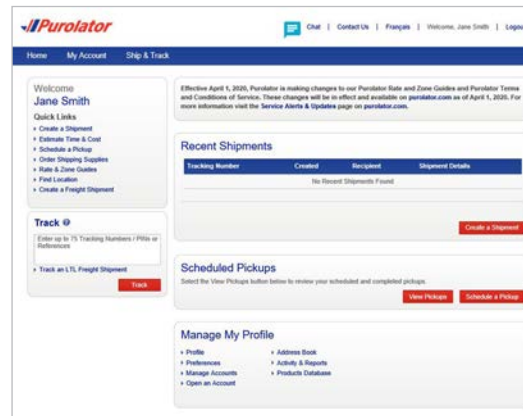 Purolator
Chat | Contact Us | Français | Welcome, Jane Smith | Logout
Home My Account Ship & Track
Welcome
Jane Smith
Quick Links
Create a Shipment
Estimate Time & Cost
Schedule a Pickup
Order Shipping Supplies
Rate & Zone Guides
Find Location
Create a Freight Shipment
Track
Enter up to 75 Tracking Numbers / PINs or
References
Track an LTL Freight Shipment
Track
Effective April 1, 2020, Purolator is making changes to our Purolator Rate and Zone Guides and Purolator Terms
and Conditions of Service. These changes will be in effect and available on purolator.com as of April 1, 2020. For
more information visit the Service Alerts & Updates page on purolator.com.
Recent Shipments
Tracking Number Created Recipient Shipment Details
No Recent Shipments Found
Create a Shipment
Scheduled Pickups
Select the View Pickups button below to review your scheduled and completed pickups.
View Pickups Schedule a Pickup
Manage My Profile
Profile Address Book
Preferences Activity & Reports
Manage Accounts Products Database
Open an Account